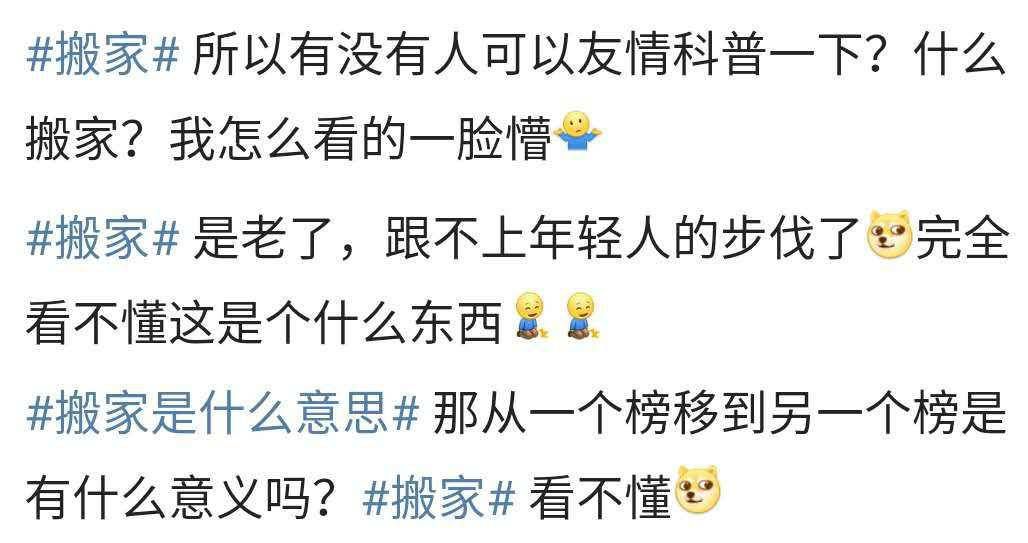 #搬家# 所以有没有人可以友情科普一下？什么
搬家？我怎么看的一脸懵
#搬家# 是老了，跟不上年轻人的步伐了完全
看不懂这是个什么东西
#搬家是什么意思# 那从一个榜移到另一个榜是
有什么意义吗？#搬家# 看不懂